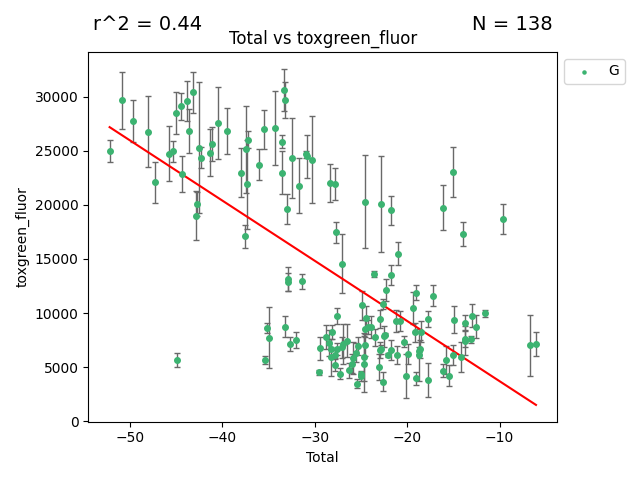 r^2 = 0.44 N = 138
Total vs toxgreen_fluor
G
30000
25000
20000
15000
10000
5000
0
toxgreen_fluor
−50 −40 −30 −20 −10
Total